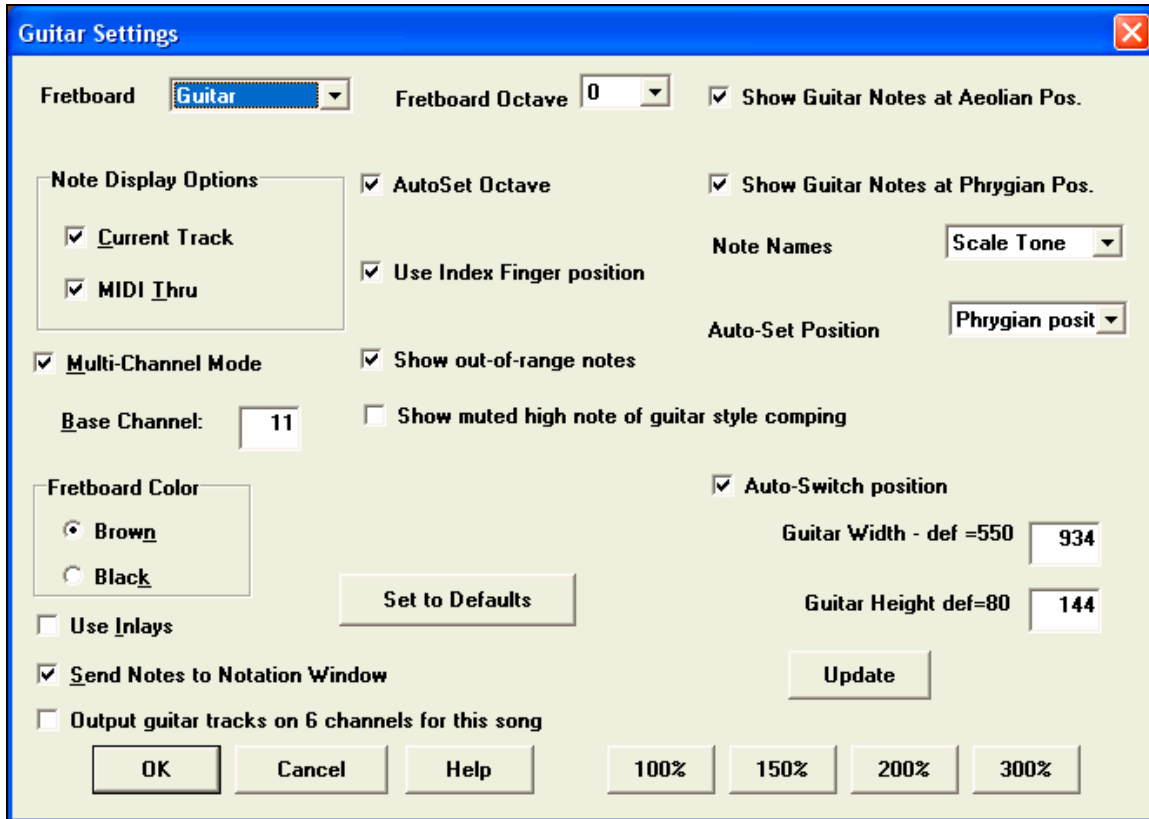 Guitar Settings
Fretboard Guitar Fretboard Octave 0 Show Guitar Notes at Aeolian Pos.
Note Display Options AutoSet Octave Show Guitar Notes at Phrygian Pos.
Current Track Note Names Scale Tone
MIDI Thru Use Index Finger position
Auto-Set Position Phrygian posit
Multi-Channel Mode Show out-of-range notes
Base Channel: 11 Show muted high note of guitar style comping
Fretboard Color Auto-Switch position
Brown Guitar Width - def =550 934
Black Set to Defaults Guitar Height def=80 144
Use Inlays
Send Notes to Notation Window Update
Output guitar tracks on 6 channels for this song
OK Cancel Help 100% 150% 200% 300%